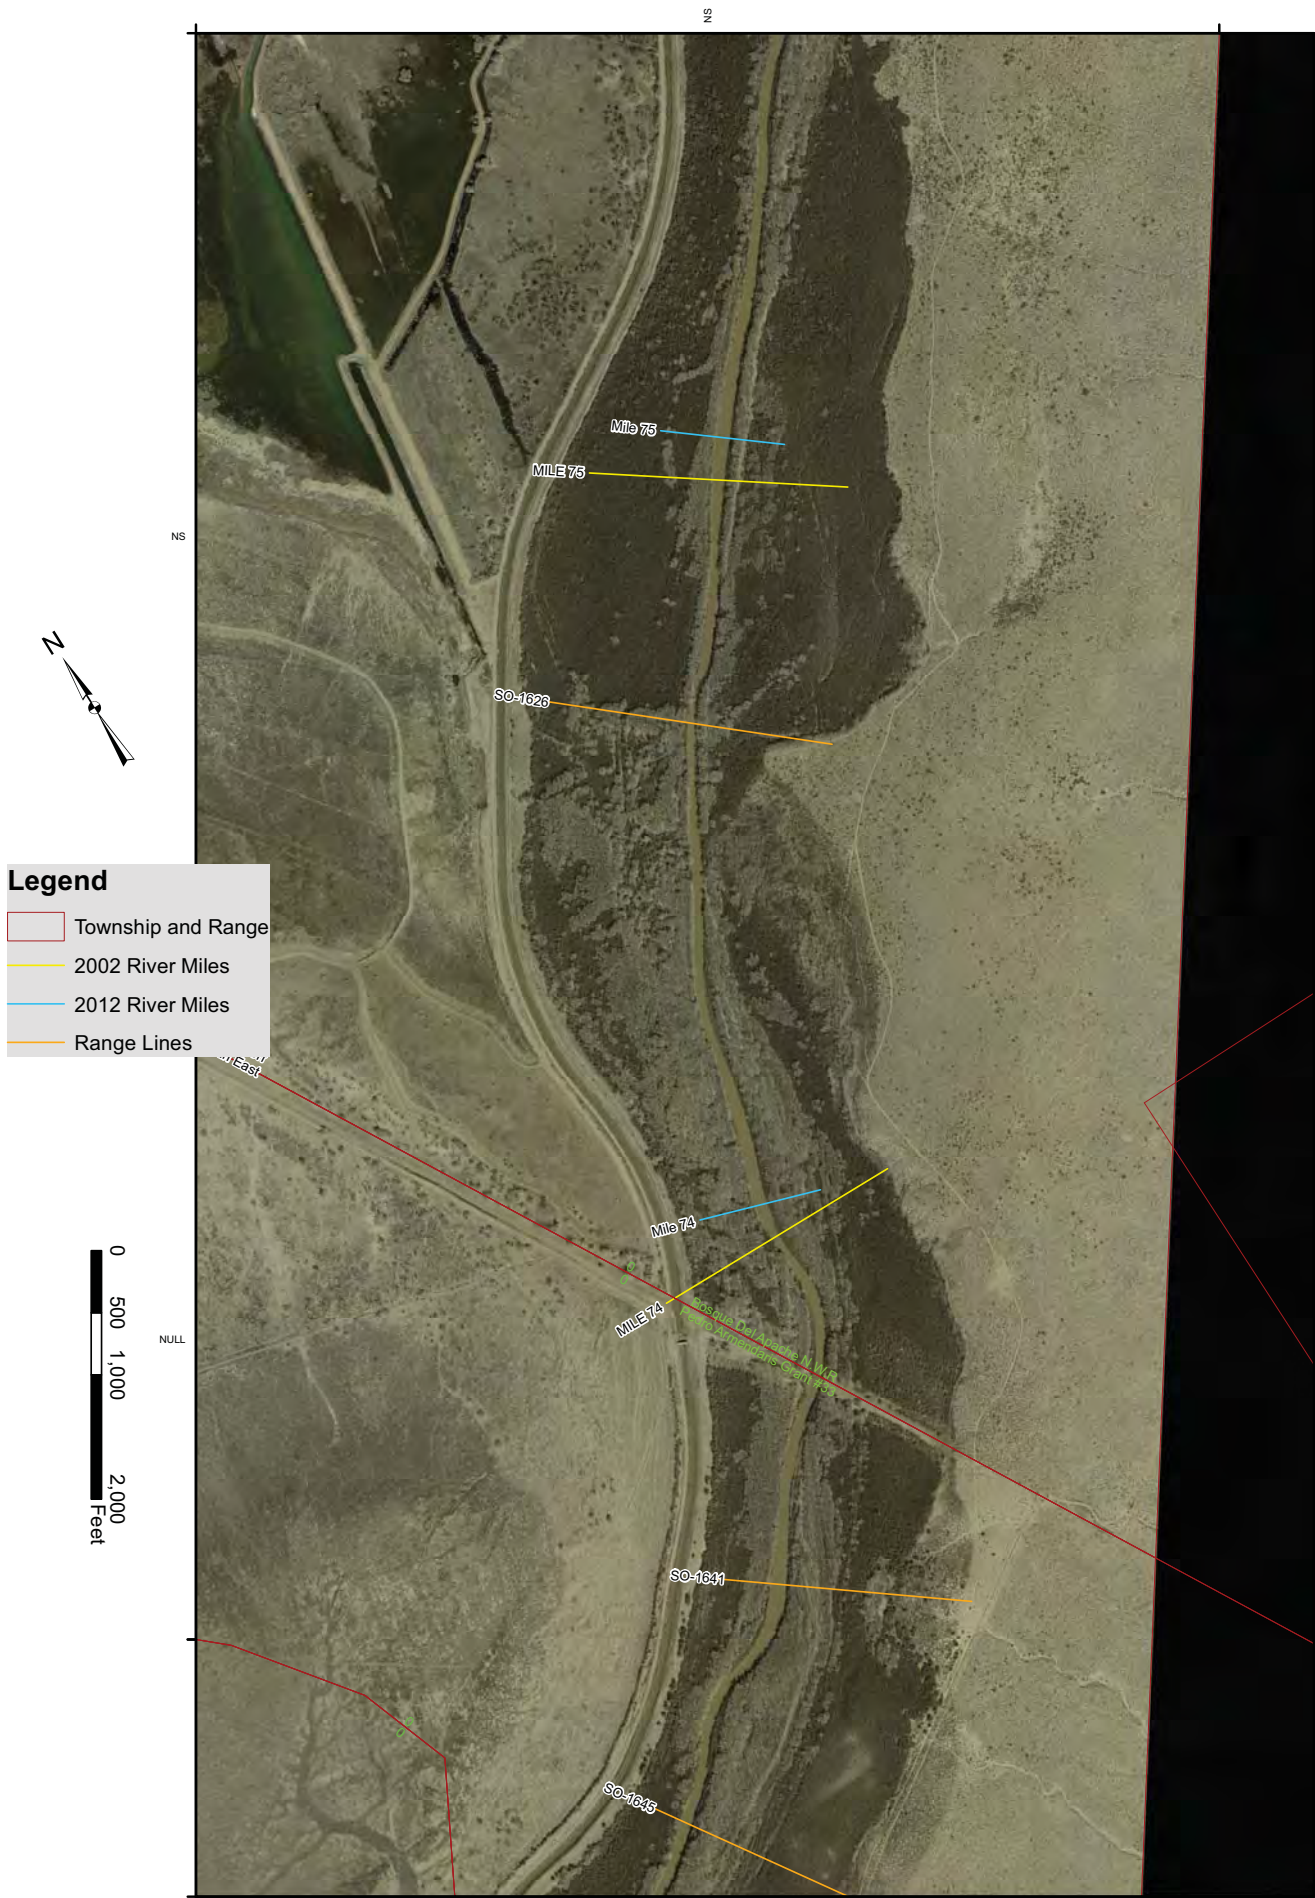 NS
Mile 75
MILE 75
NS
N
SO-1626
Legend
Township and Range
2002 River Miles
2012 River Miles
Range Lines
East
Mile 74
MILE 74
Bosque Del Apache N.W.R.
Pedro Armendaris Grant #33
NULL
0
500
1,000
2,000
Feet
SO-1641
SO-1645